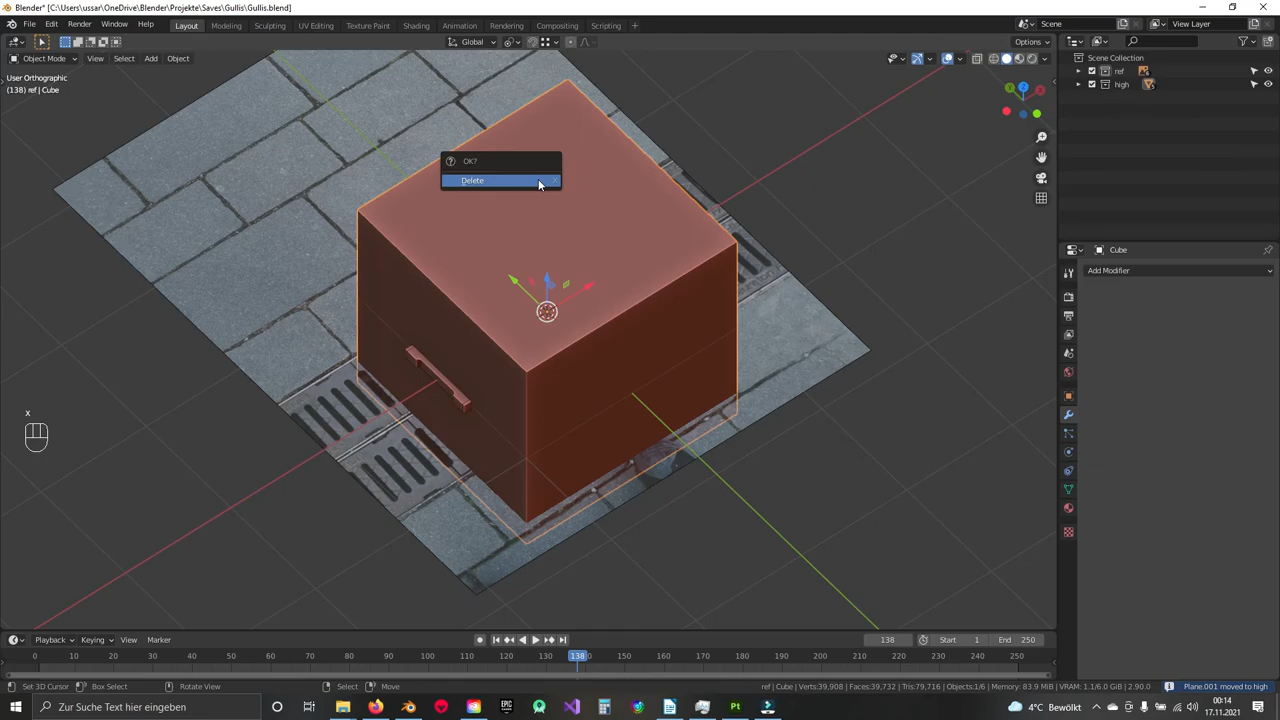 Blender* [C:\Users\ussar\OneDrive\Blender\Projekte\Saves\Gullis\Gullis.blend]
File Edit Render Window Help Layout Modeling Sculpting UV Editing Texture Paint Shading Animation Rendering Compositing Scripting + Scene View Layer
Global Options
Object Mode View Select Add Object
User Orthographic
(138) ref | Cube
Scene Collection
ref
high
OK?
Delete X
Cube
Add Modifier
x
Playback Keying View Marker 138 Start 1 End 250
0 10 20 30 40 50 60 70 80 90 100 110 120 130 138 150 160 170 180 190 200 210 220 230 240 250
Set 3D Cursor Box Select Rotate View Select Move ref | Cube | Verts:39,908 | Faces:39,732 | Tris:79,716 | Objects:1/6 | Memory: 83.9 MiB | VRAM: 1.1/6.0 GiB | 2.90.0 Plane.001 moved to high
Zur Suche Text hier eingeben
4°C Bewölkt
00:14
17.11.2021